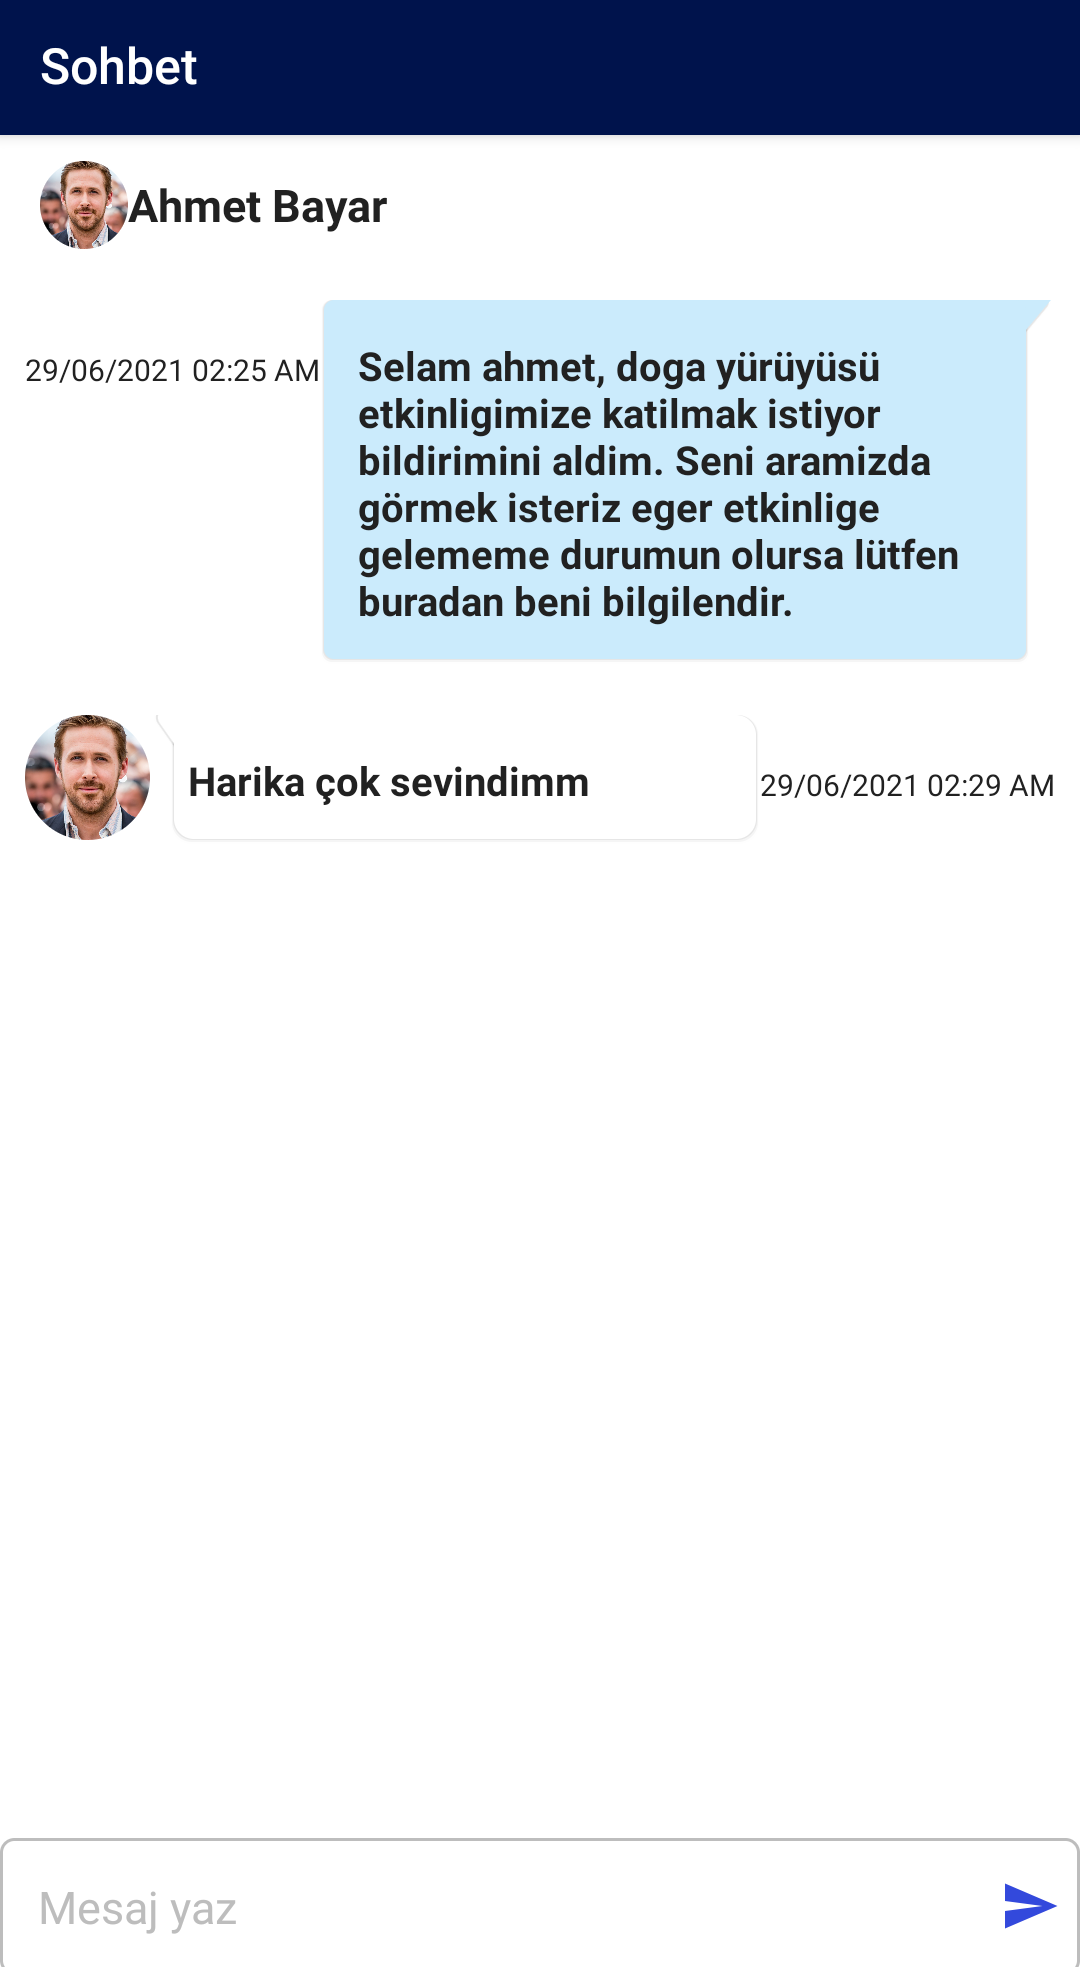 Sohbet
Ahmet Bayar
29/06/2021 02:25 AM
Selam ahmet, doga yürüyüsü
etkinligimize katilmak istiyor
bildirimini aldim. Seni aramizda
görmek isteriz eger etkinlige
gelememe durumun olursa lütfen
buradan beni bilgilendir.
Harika çok sevindimm
29/06/2021 02:29 AM
Mesaj yaz